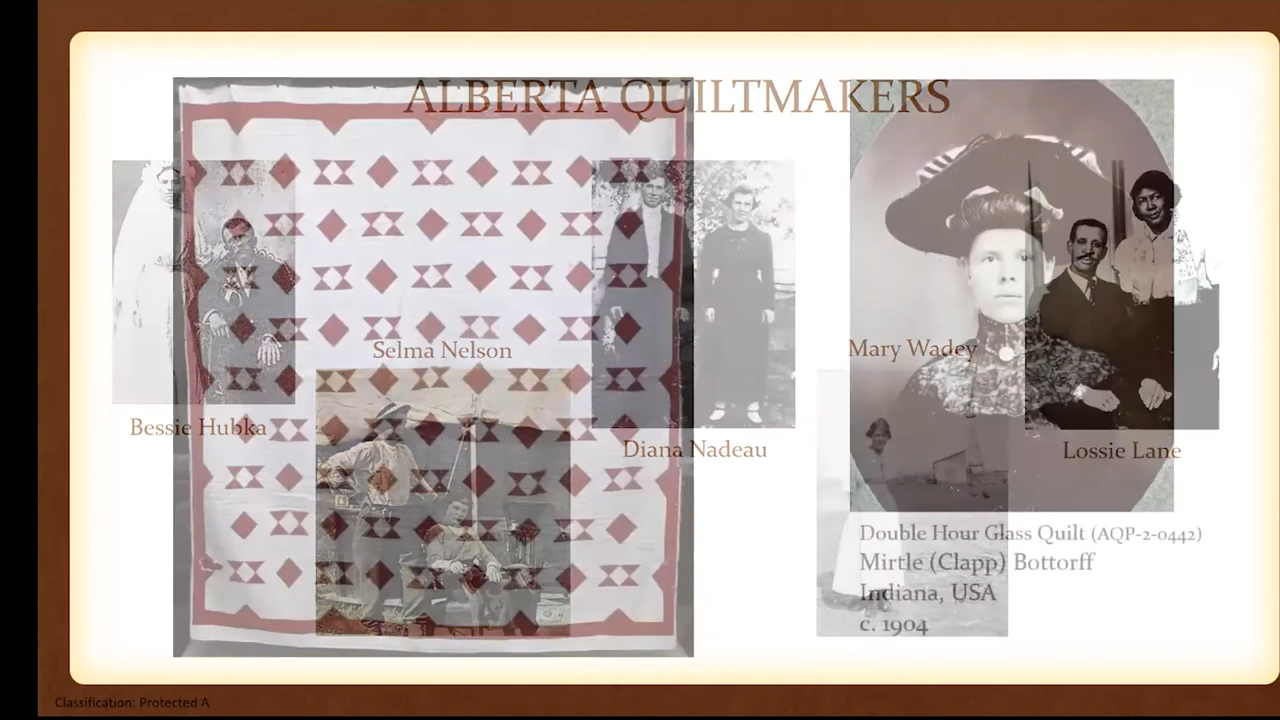 ALBERTA QUILTMAKERS
Selma Nelson
Mary Wadey
Bessie Hubka
Diana Nadeau
Lossie Lane
Double Hour Glass Quilt (AQP-2-0442)
Mirtle (Clapp) Bottorff
Indiana, USA
c. 1904
Classification: Protected A